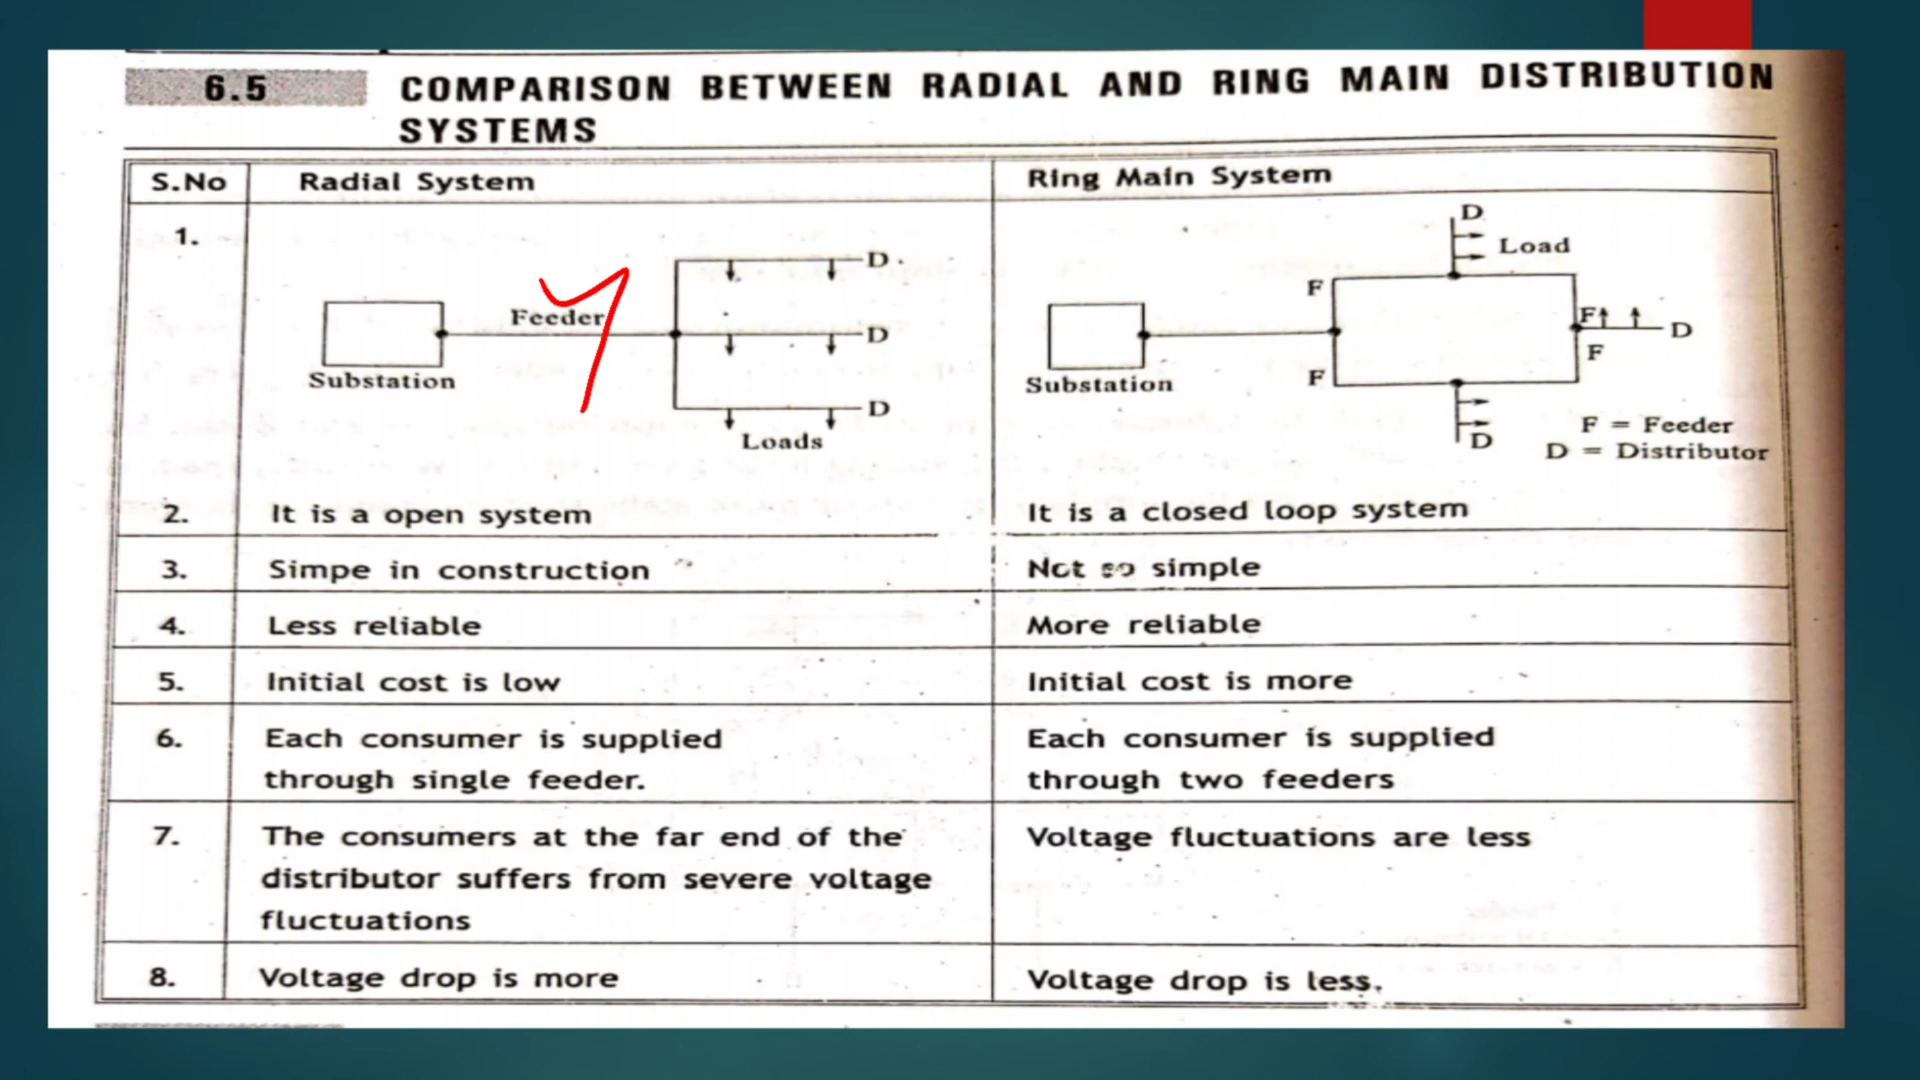 6.5 COMPARISON BETWEEN RADIAL AND RING MAIN DISTRIBUTION
SYSTEMS
S.No Radial System Ring Main System
1.
Feeder
Substation
D
D
D
Loads
D
Load
F
F
D
F
F
Substation
D
F = Feeder
D = Distributor
2. It is a open system It is a closed loop system
3. Simpe in construction Not so simple
4. Less reliable More reliable
5. Initial cost is low Initial cost is more
6. Each consumer is supplied Each consumer is supplied
through single feeder. through two feeders
7. The consumers at the far end of the Voltage fluctuations are less
distributor suffers from severe voltage
fluctuations
8. Voltage drop is more Voltage drop is less.